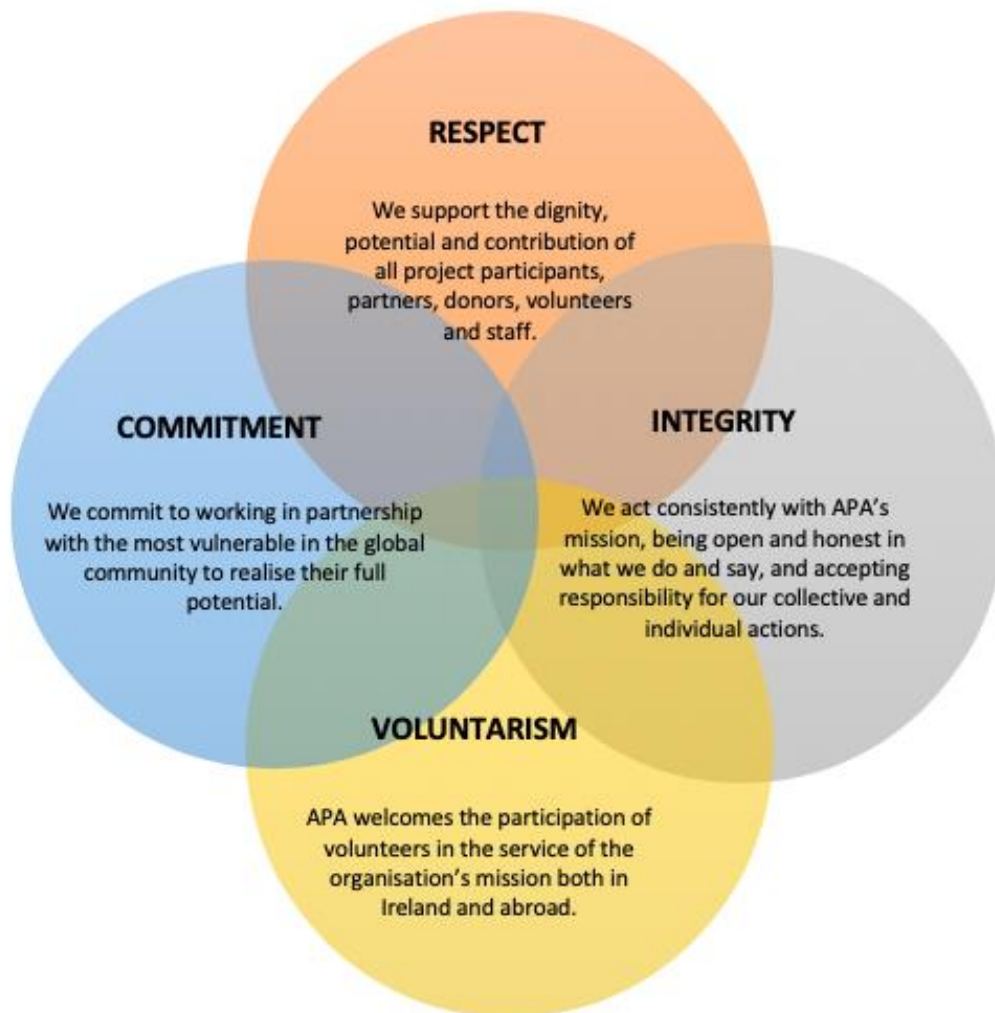 RESPECT
We support the dignity,
potential and contribution of
all project participants,
partners, donors, volunteers
and staff.
COMMITMENT
We commit to working in partnership
with the most vulnerable in the global
community to realise their full
potential.
INTEGRITY
We act consistently with APA’s
mission, being open and honest in
what we do and say, and accepting
responsibility for our collective and
individual actions.
VOLUNTARISM
APA welcomes the participation of
volunteers in the service of the
organisation’s mission both in
Ireland and abroad.